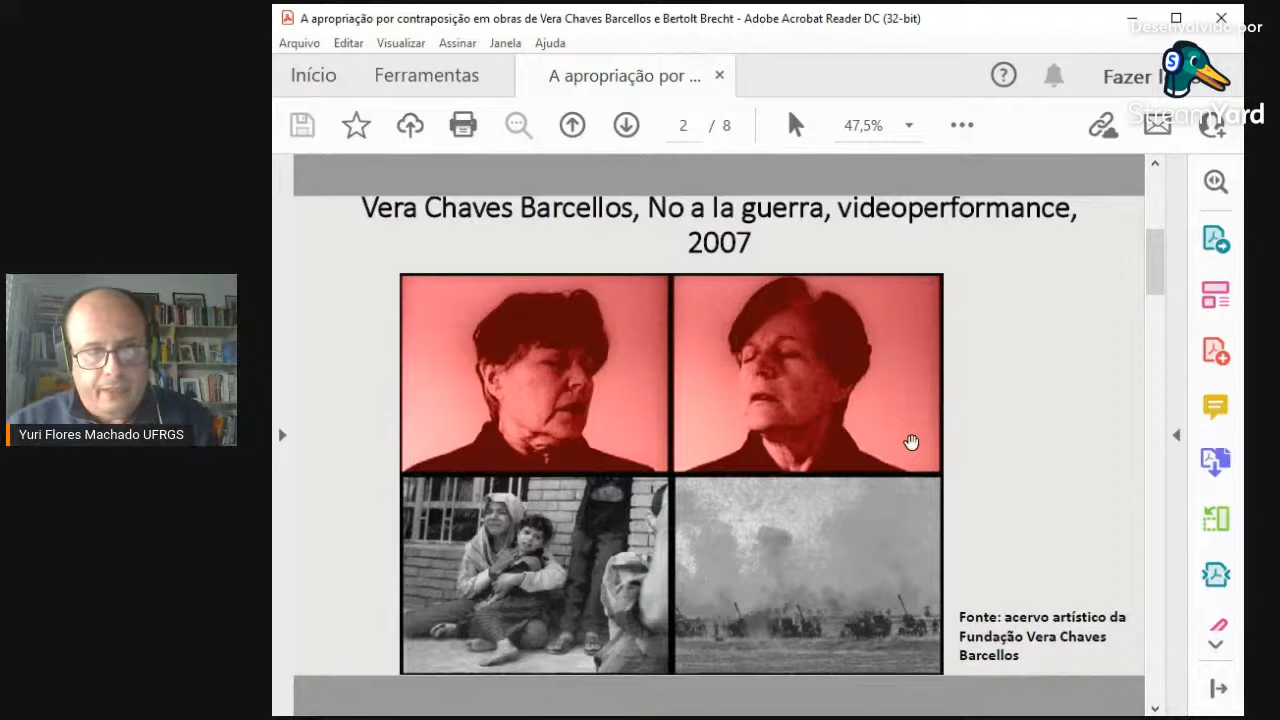 A apropriação por contraposição em obras de Vera Chaves Barcellos e Bertolt Brecht - Adobe Acrobat Reader DC (32-bit)
Desenvolvido por
Arquivo Editar Visualizar Assinar Janela Ajuda
Início Ferramentas A apropriação por ... × Fazer
StreamYard
2 / 8 47,5%
Vera Chaves Barcellos, No a la guerra, videoperformance,
2007
Yuri Flores Machado UFRGS
Fonte: acervo artístico da
Fundação Vera Chaves
Barcellos